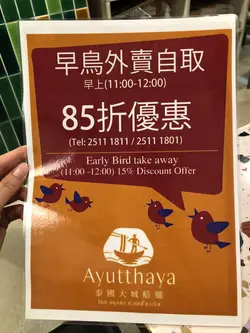 早鳥外賣自取
早上(11:00-12:00)
85折優惠
(Tel: 2511 1811 / 2511 1801)
Early Bird take away
(11:00 -12:00) 15% Discount Offer
Ayutthaya
泰國大城船麵